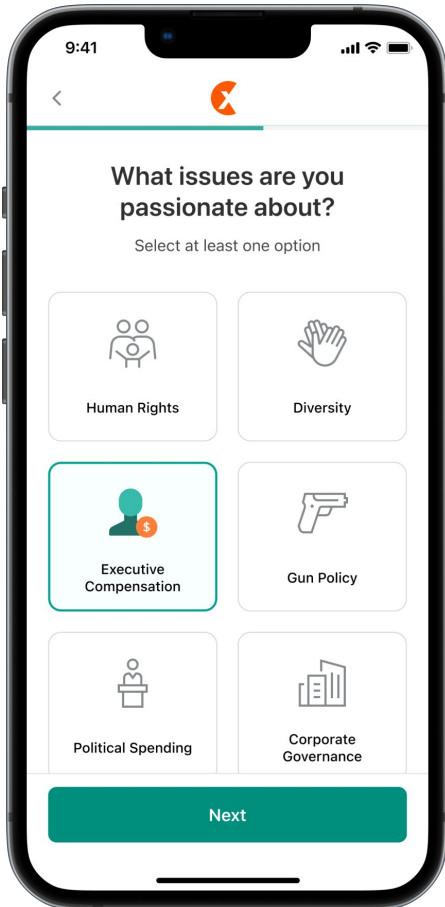 9:41
What issues are you
passionate about?
Select at least one option
Human Rights
Diversity
$
Executive
Compensation
Gun Policy
Political Spending
Corporate
Governance
Next